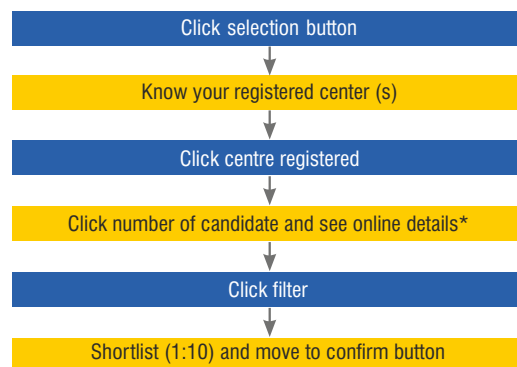 Click selection button
Know your registered center (s)
Click centre registered
Click number of candidate and see online details*
Click filter
Shortlist (1:10) and move to confirm button